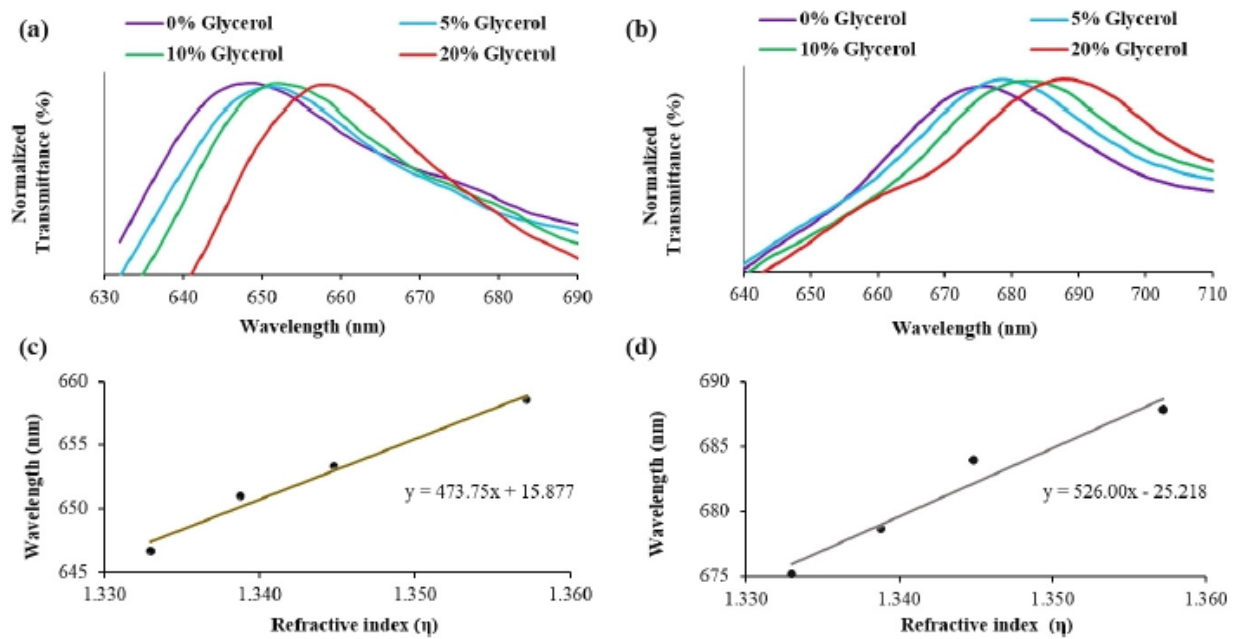 (a)
0% Glycerol
5% Glycerol
10% Glycerol
20% Glycerol
Normalized
Transmittance (%)
630 640 650 660 670 680 690
Wavelength (nm)
(b)
0% Glycerol
5% Glycerol
10% Glycerol
20% Glycerol
Normalized
Transmittance (%)
640 650 660 670 680 690 700 710
Wavelength (nm)
(c)
Wavelength (nm)
660
655
650
645
y = 473.75x + 15.877
1.330 1.340 1.350 1.360
Refractive index (η)
(d)
Wavelength (nm)
690
685
680
675
y = 526.00x - 25.218
1.330 1.340 1.350 1.360
Refractive index (η)